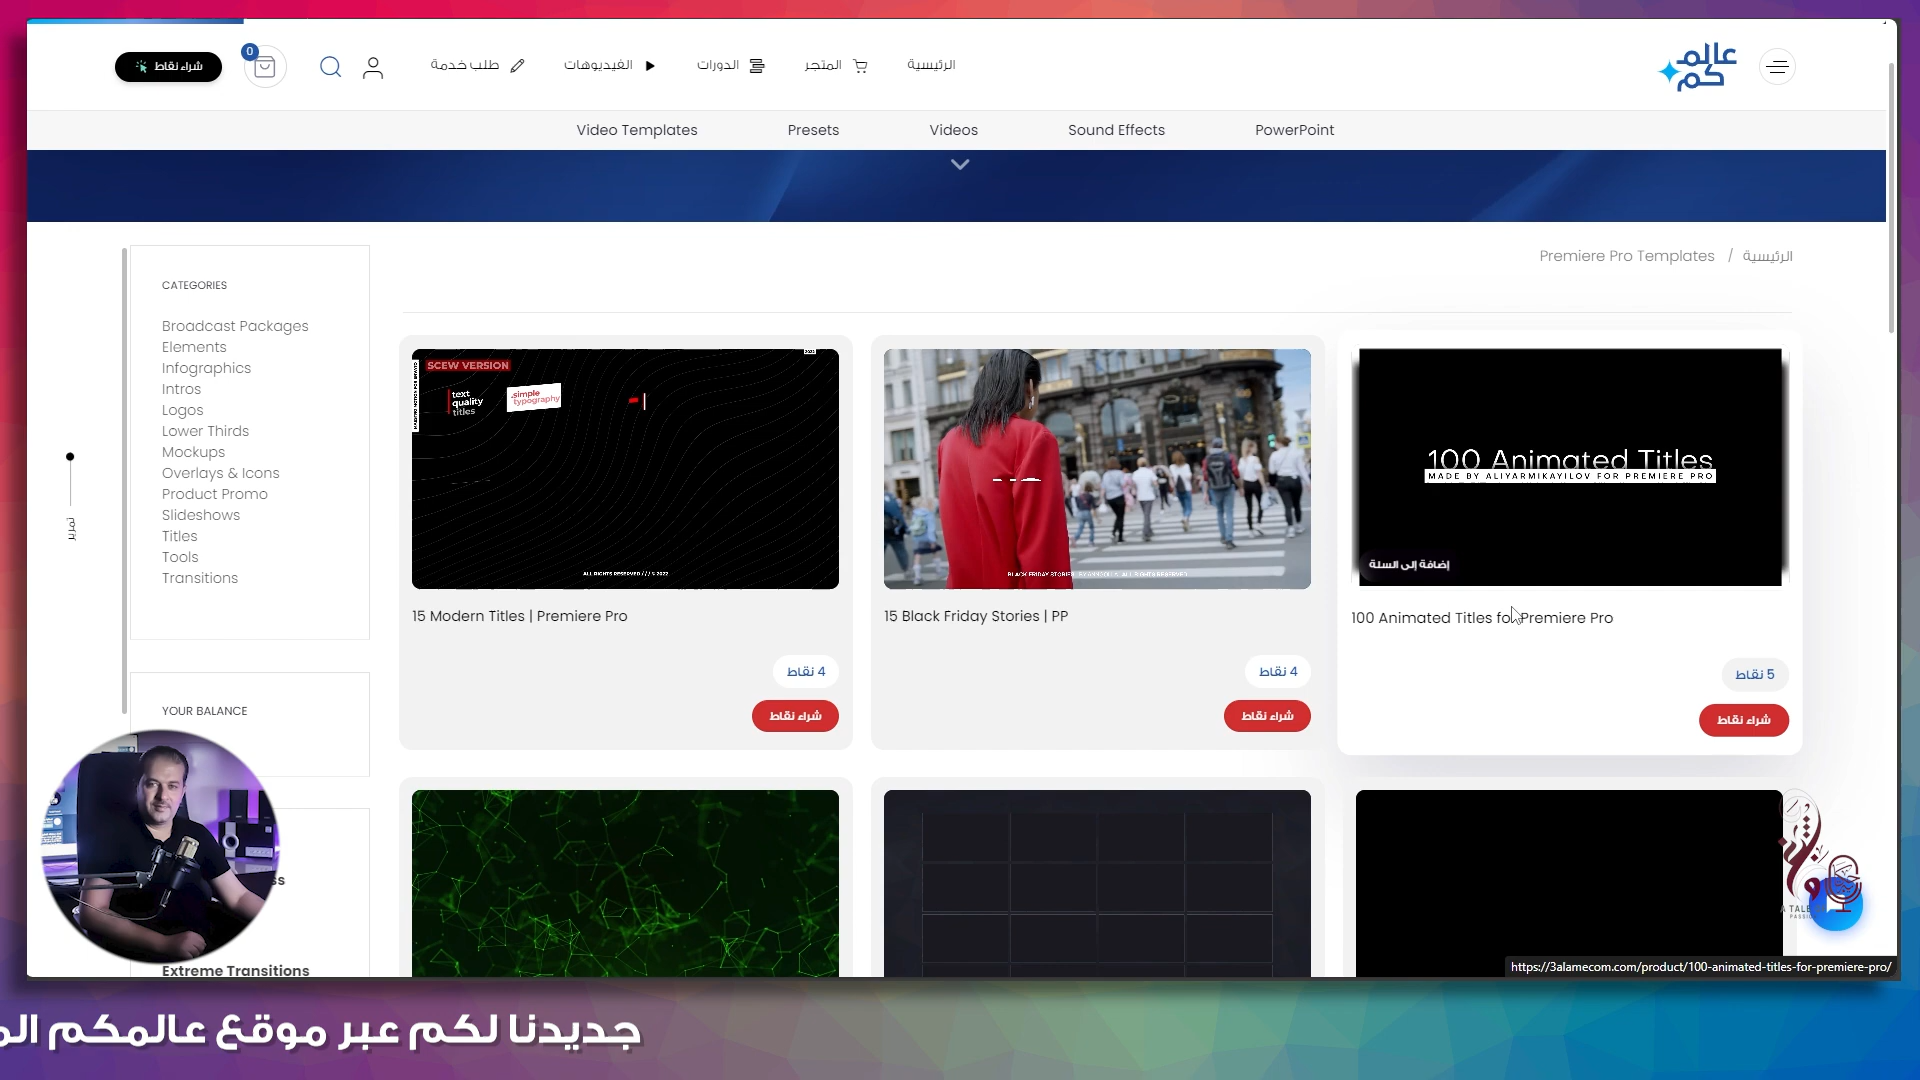 شراء نقاط
0
طلب خدمة
الفيديوهات
الدورات
المتجر
الرئيسية
عالم
كم
Video Templates
Presets
Videos
Sound Effects
PowerPoint
الرئيسية / Premiere Pro Templates
CATEGORIES
Broadcast Packages
Elements
Infographics
Intros
Logos
Lower Thirds
Mockups
Overlays & Icons
Product Promo
Slideshows
Titles
Tools
Transitions
YOUR BALANCE
Extreme Transitions
SCEW VERSION
text
quality
titles
.simple
typography
2022
ALL RIGHTS RESERVED /// © 2022
15 Modern Titles | Premiere Pro
4 نقاط
شراء نقاط
15 Black Friday Stories | PP
4 نقاط
شراء نقاط
100 Animated Titles
MADE BY ALIYARMIKAYILOV FOR PREMIERE PRO
إضافة إلى السلة
100 Animated Titles for Premiere Pro
5 نقاط
شراء نقاط
https://3alamecom.com/product/100-animated-titles-for-premiere-pro/
جديدنا لكم عبر موقع عالمكم